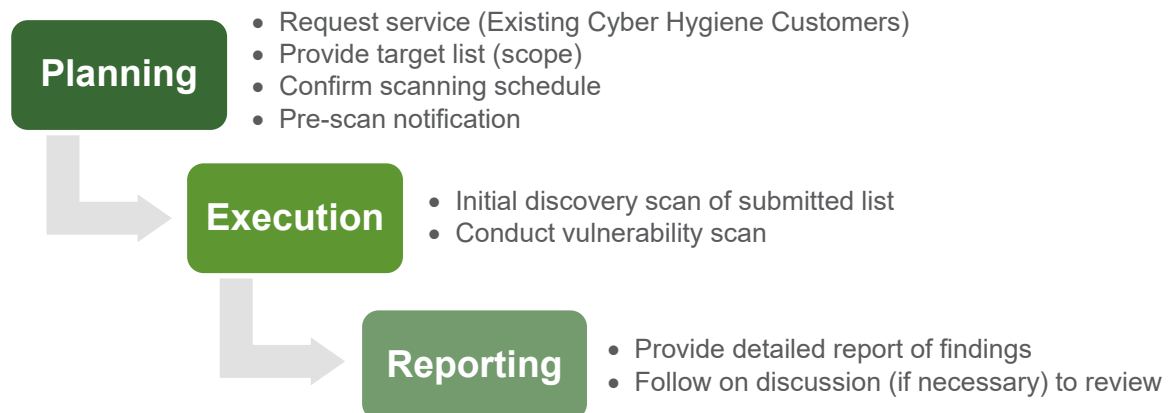 Planning
• Request service (Existing Cyber Hygiene Customers)
• Provide target list (scope)
• Confirm scanning schedule
• Pre-scan notification
Execution
• Initial discovery scan of submitted list
• Conduct vulnerability scan
Reporting
• Provide detailed report of findings
• Follow on discussion (if necessary) to review